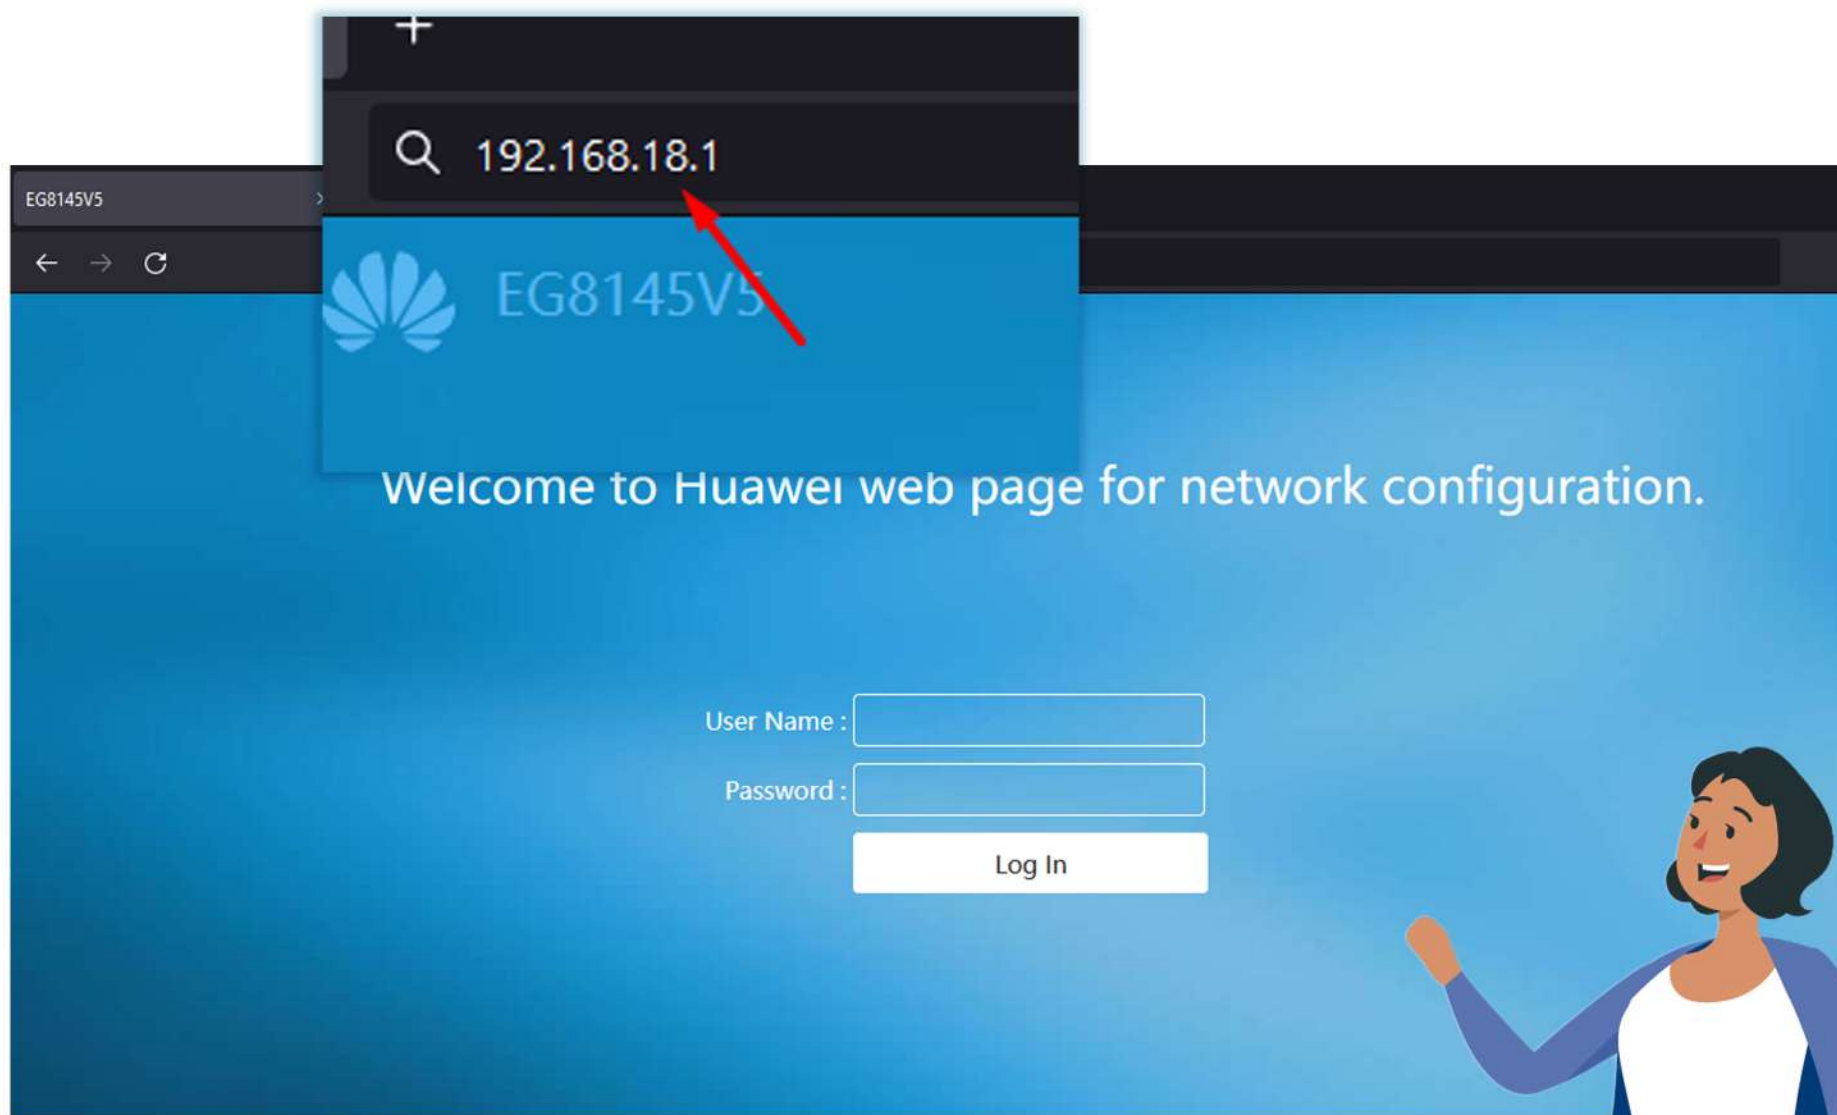 192.168.18.1
EG8145V5
EG8145V5
Welcome to Huawei web page for network configuration.
User Name :
Password :
Log In